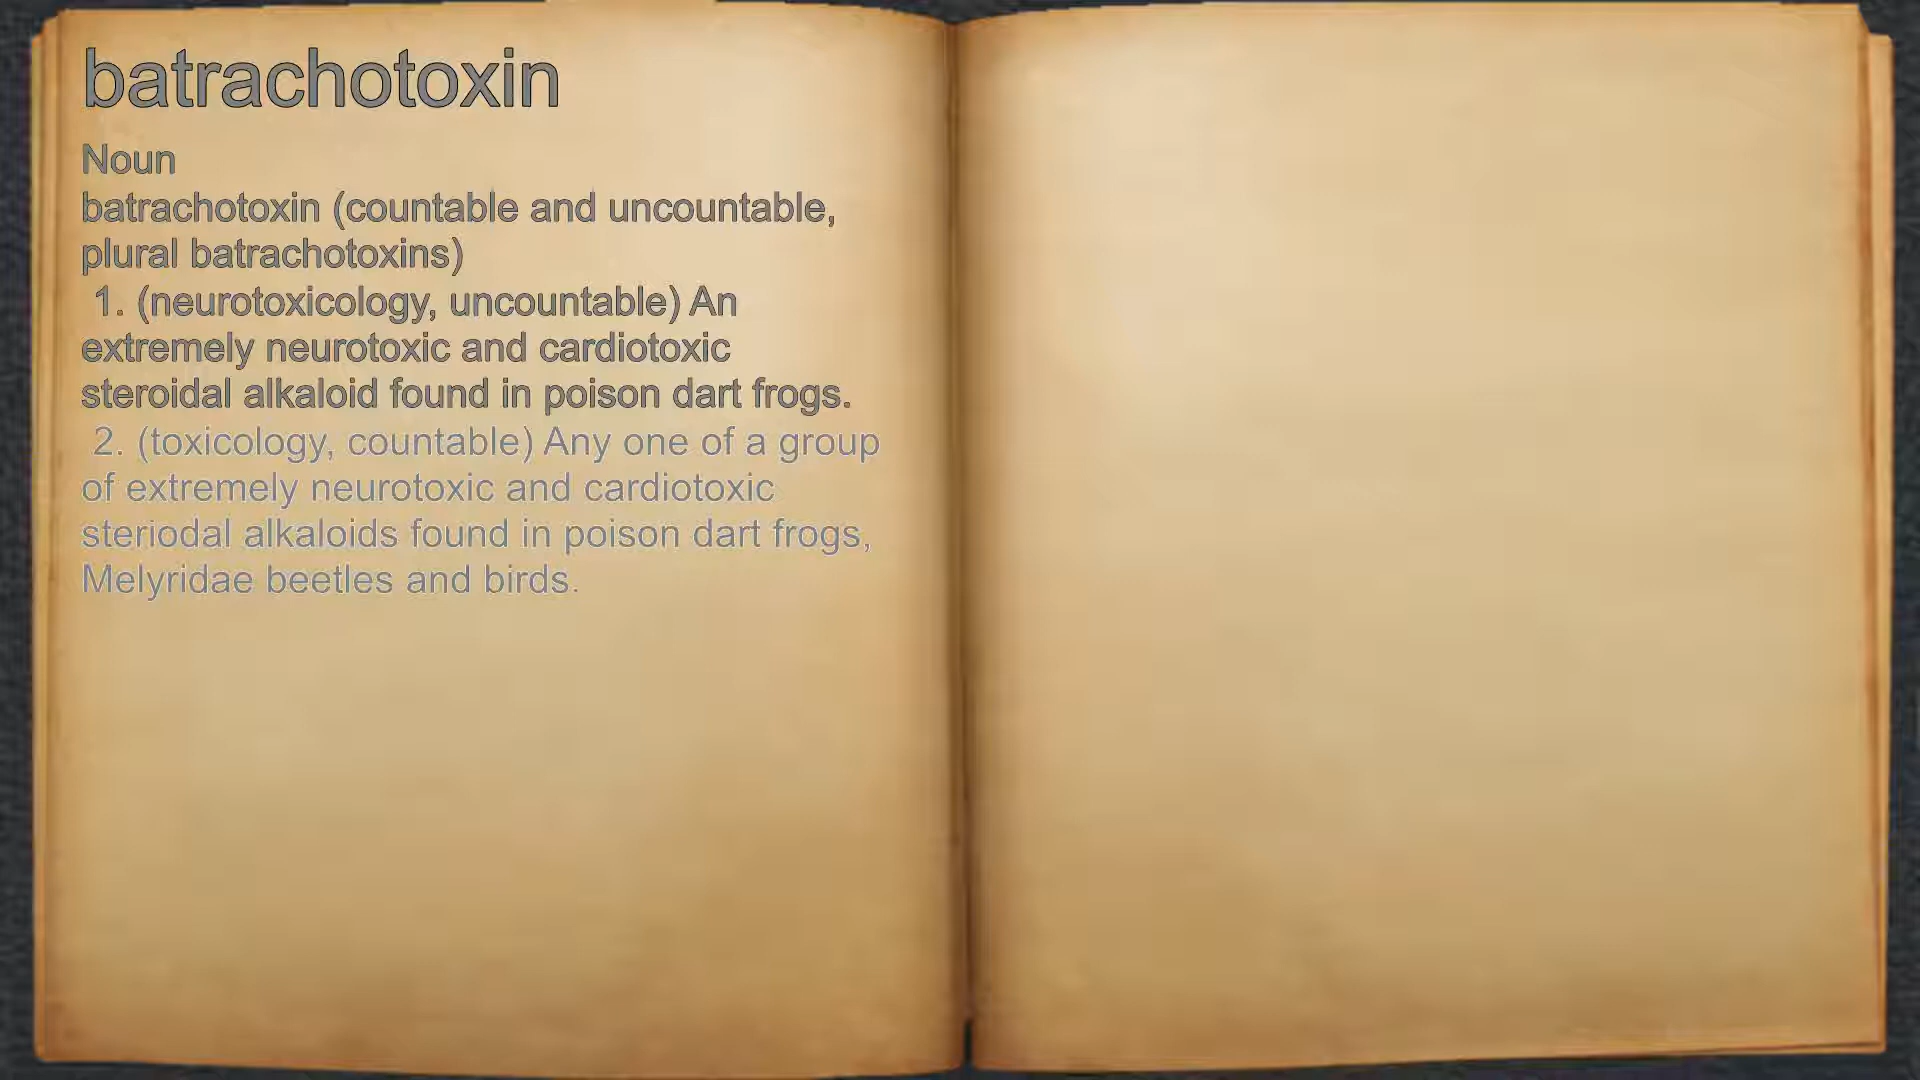 batrachotoxin
Noun
batrachotoxin (countable and uncountable,
plural batrachotoxins)
1. (neurotoxicology, uncountable) An
extremely neurotoxic and cardiotoxic
steroidal alkaloid found in poison dart frogs.
2. (toxicology, countable) Any one of a group
of extremely neurotoxic and cardiotoxic
steriodal alkaloids found in poison dart frogs,
Melyridae beetles and birds.